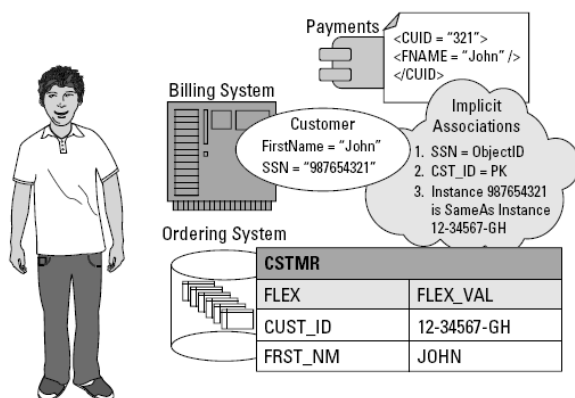 Payments
<CUID = "321">
<FNAME = "John" />
</CUID>
Billing System
Customer
FirstName = "John"
SSN = "987654321"
Implicit
Associations
1. SSN = ObjectID
2. CST_ID = PK
3. Instance 987654321
is SameAs Instance
12-34567-GH
Ordering System
CSTMR
FLEX FLEX_VAL
CUST_ID 12-34567-GH
FRST_NM JOHN